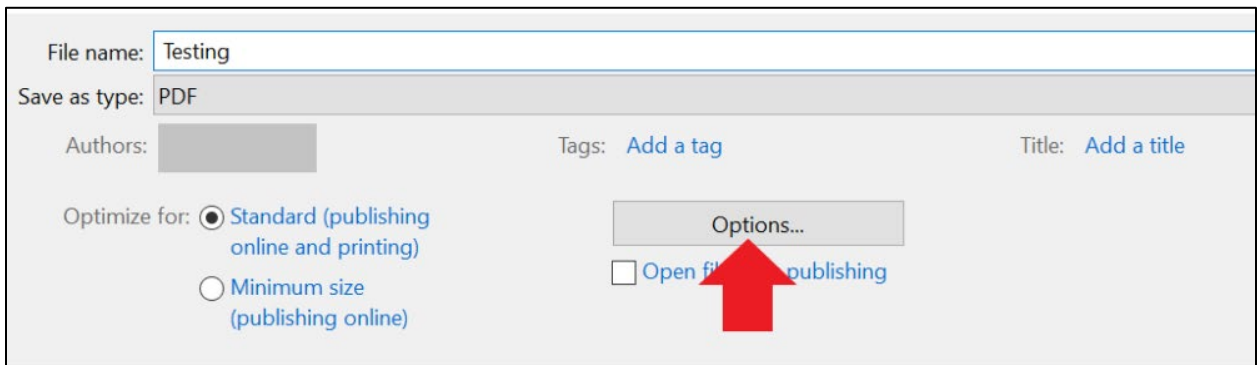 File name: Testing
Save as type: PDF
Authors: Tags: Add a tag Title: Add a title
Optimize for: Standard (publishing
online and printing)
Minimum size
(publishing online)
Options...
Open publishing